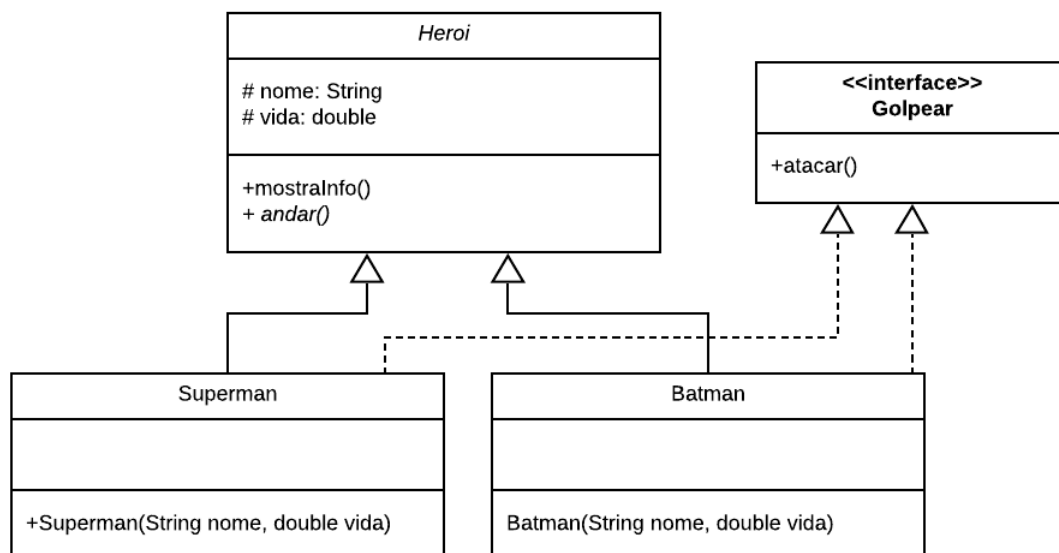 Heroi
# nome: String
# vida: double
+mostraInfo()
+ andar()
<<interface>>
Golpear
+atacar()
Superman
+Superman(String nome, double vida)
Batman
Batman(String nome, double vida)